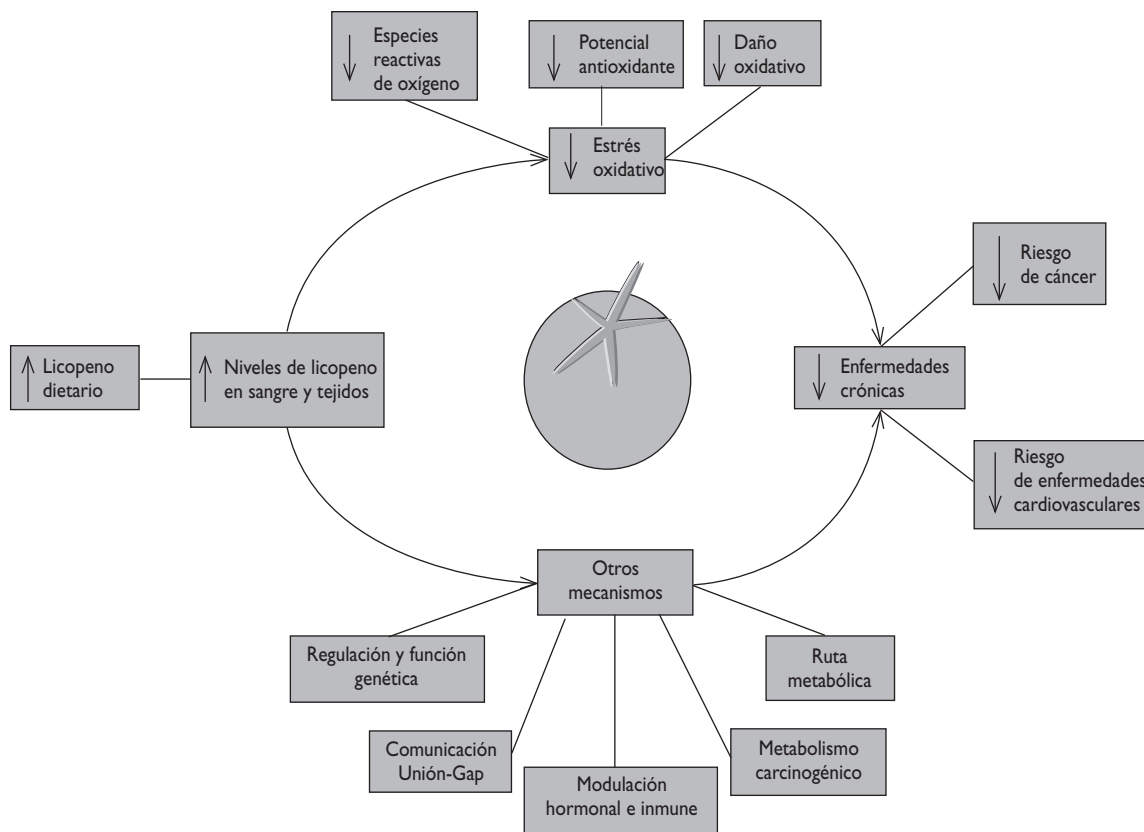 Especies
reactivas
de oxígeno
Potencial
antioxidante
Daño
oxidativo
Estrés
oxidativo
Riesgo
de cáncer
Licopeno
dietario
Niveles de licopeno
en sangre y tejidos
Enfermedades
crónicas
Riesgo
de enfermedades
cardiovasculares
Otros
mecanismos
Regulación y función
genética
Ruta
metabólica
Comunicación
Unión-Gap
Metabolismo
carcinogénico
Modulación
hormonal e inmune